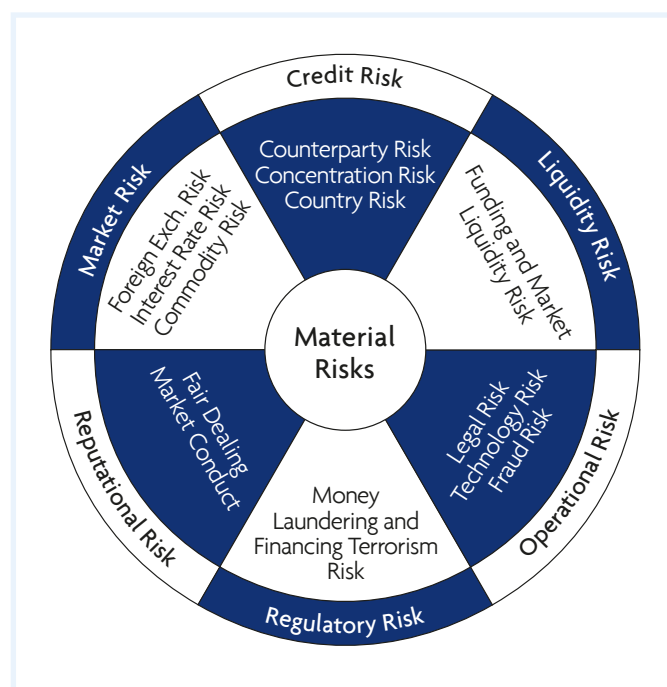 Credit Risk
Counterparty Risk
Concentration Risk
Country Risk
Liquidity Risk
Funding and Market
Liquidity Risk
Operational Risk
Legal Risk
Technology Risk
Fraud Risk
Regulatory Risk
Money
Laundering and
Financing Terrorism
Risk
Reputational Risk
Fair Dealing
Market Conduct
Market Risk
Foreign Exch. Risk
Interest Rate Risk
Commodity Risk
Material
Risks